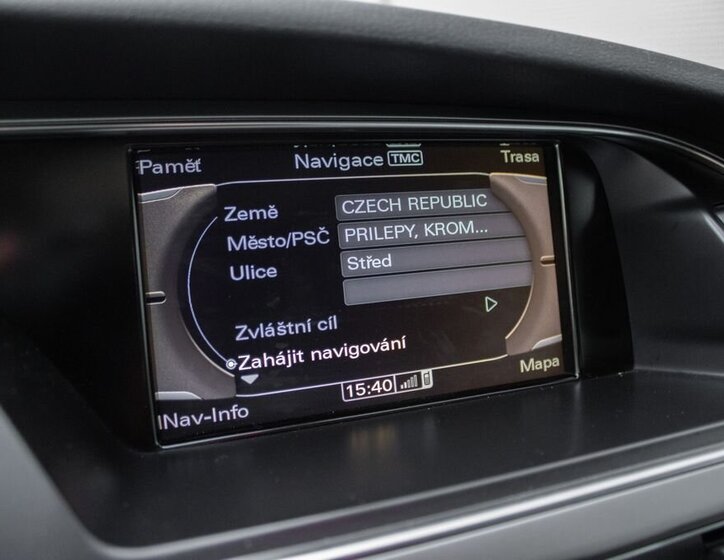 Paměť Navigace TMC Trasa
Země CZECH REPUBLIC
Město/PSČ PRILEPY, KROM...
Ulice Střed
Zvláštní cíl
Zahájit navigování
Nav-Info 15:40 Mapa